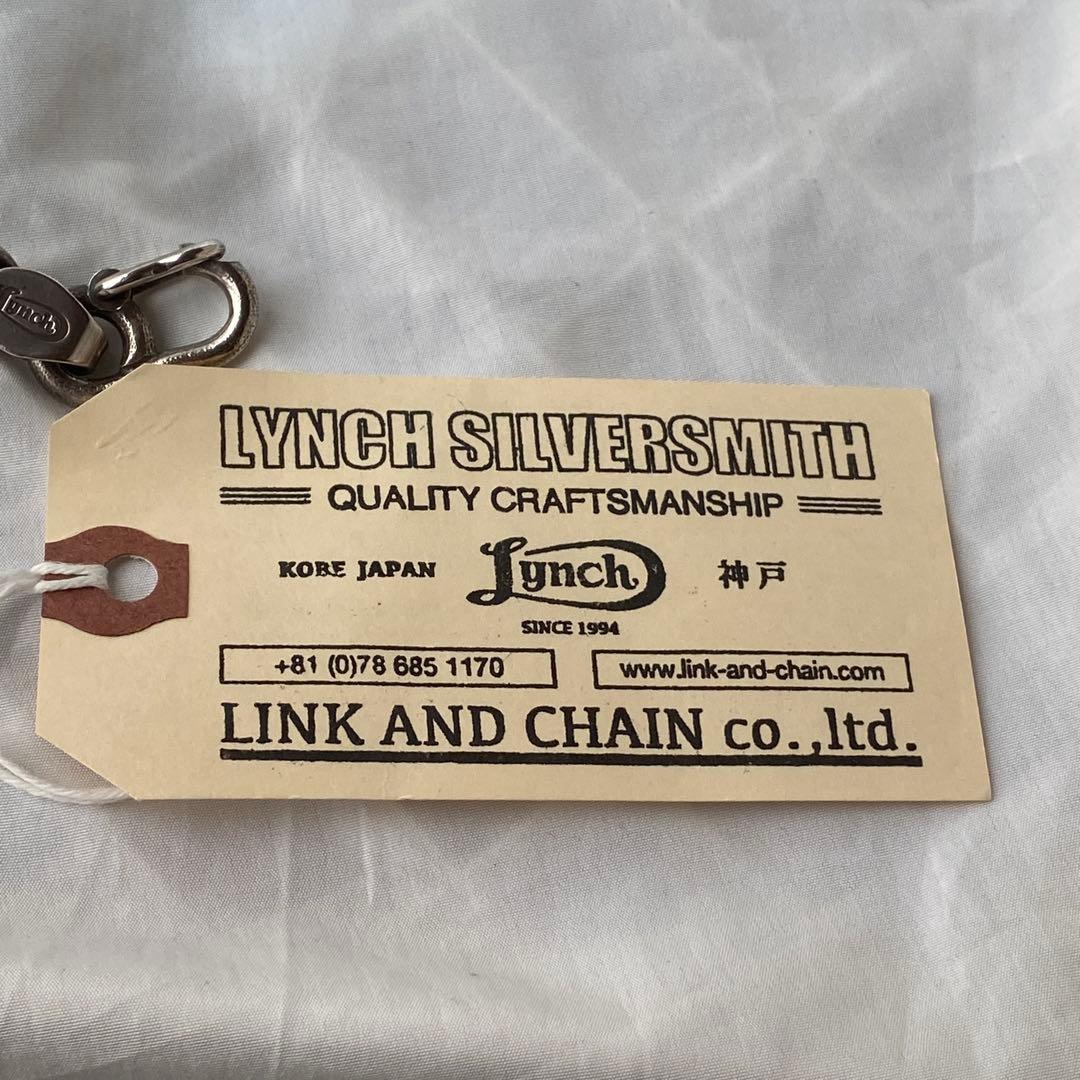 Lynch
LYNCH SILVERSMITH
QUALITY CRAFTSMANSHIP
KOBE JAPAN Lynch 神戸
SINCE 1994
+81 (0)78 685 1170 www.link-and-chain.com
LINK AND CHAIN co.,ltd.